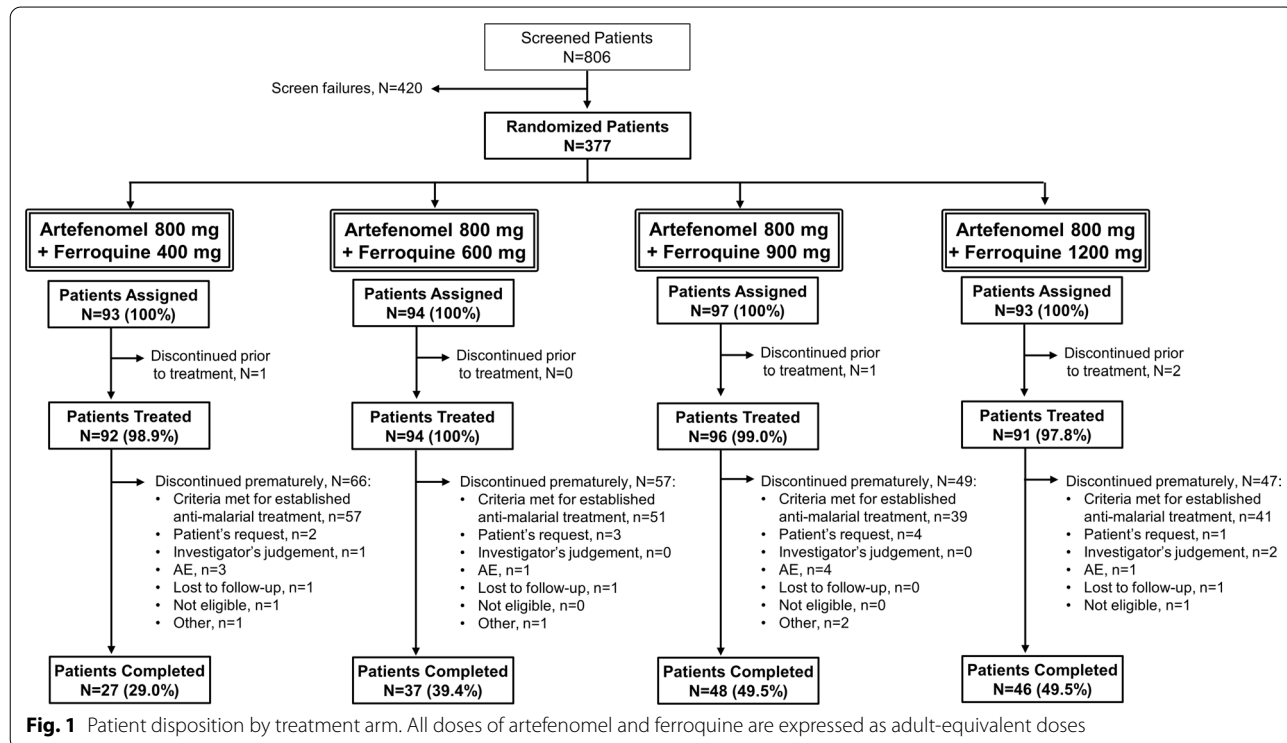 Screened Patients
N=806
Screen failures, N=420
Randomized Patients
N=377
Artefenomel 800 mg
+ Ferroquine 400 mg
Patients Assigned
N=93 (100%)
Discontinued prior
to treatment, N=1
Patients Treated
N=92 (98.9%)
Discontinued prematurely, N=66:
• Criteria met for established
anti-malarial treatment, n=57
• Patient's request, n=2
• Investigator's judgement, n=1
• AE, n=3
• Lost to follow-up, n=1
• Not eligible, n=1
• Other, n=1
Patients Completed
N=27 (29.0%)
Artefenomel 800 mg
+ Ferroquine 600 mg
Patients Assigned
N=94 (100%)
Discontinued prior
to treatment, N=0
Patients Treated
N=94 (100%)
Discontinued prematurely, N=57:
• Criteria met for established
anti-malarial treatment, n=51
• Patient's request, n=3
• Investigator's judgement, n=0
• AE, n=1
• Lost to follow-up, n=1
• Not eligible, n=0
• Other, n=1
Patients Completed
N=37 (39.4%)
Artefenomel 800 mg
+ Ferroquine 900 mg
Patients Assigned
N=97 (100%)
Discontinued prior
to treatment, N=1
Patients Treated
N=96 (99.0%)
Discontinued prematurely, N=49:
• Criteria met for established
anti-malarial treatment, n=39
• Patient's request, n=4
• Investigator's judgement, n=0
• AE, n=4
• Lost to follow-up, n=0
• Not eligible, n=0
• Other, n=2
Patients Completed
N=48 (49.5%)
Artefenomel 800 mg
+ Ferroquine 1200 mg
Patients Assigned
N=93 (100%)
Discontinued prior
to treatment, N=2
Patients Treated
N=91 (97.8%)
Discontinued prematurely, N=47:
• Criteria met for established
anti-malarial treatment, n=41
• Patient's request, n=1
• Investigator's judgement, n=2
• AE, n=1
• Lost to follow-up, n=1
• Not eligible, n=1
Patients Completed
N=46 (49.5%)
Fig. 1 Patient disposition by treatment arm. All doses of artefenomel and ferroquine are expressed as adult-equivalent doses